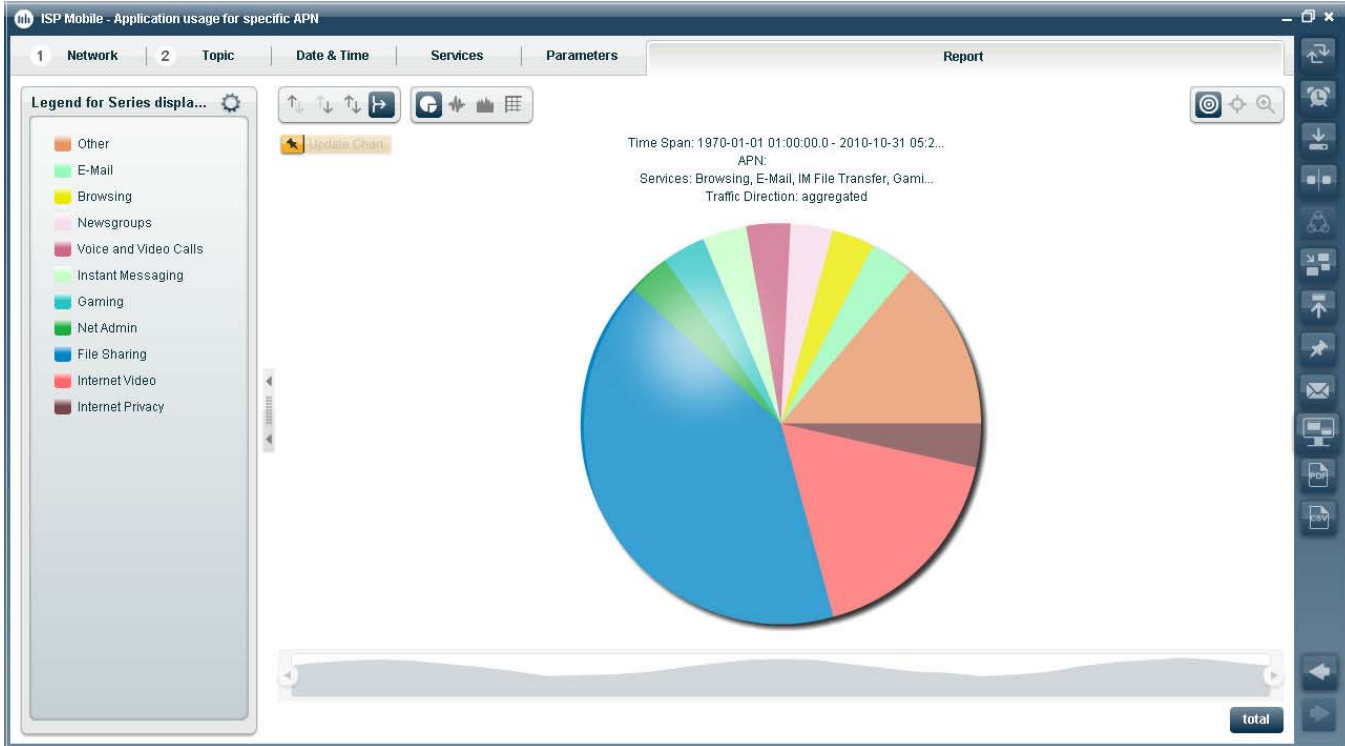 ISP Mobile - Application usage for specific APN
1 Network 2 Topic Date & Time Services Parameters Report
Legend for Series displa...
Other
E-Mail
Browsing
Newsgroups
Voice and Video Calls
Instant Messaging
Gaming
Net Admin
File Sharing
Internet Video
Internet Privacy
Update Chart
Time Span: 1970-01-01 01:00:00.0 - 2010-10-31 05:2...
APN:
Services: Browsing, E-Mail, IM File Transfer, Gami...
Traffic Direction: aggregated
PDF
CSV
total